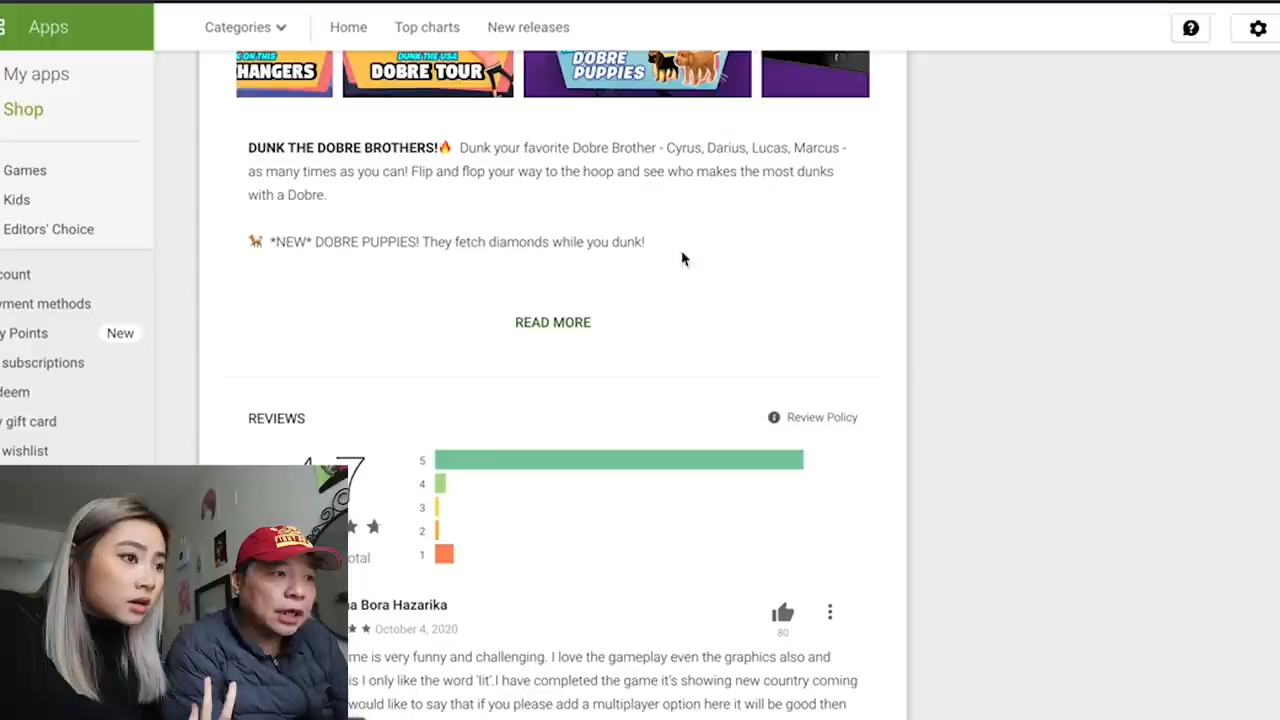 Apps
Categories
Home
Top charts
New releases
My apps
Shop
HANGERS
DUNK THE USA
DOBRE TOUR
DOBRE
PUPPIES
Games
Kids
Editors' Choice
count
yment methods
y Points
New
subscriptions
deem
gift card
wishlist
DUNK THE DOBRE BROTHERS!🔥 Dunk your favorite Dobre Brother - Cyrus, Darius, Lucas, Marcus -
as many times as you can! Flip and flop your way to the hoop and see who makes the most dunks
with a Dobre.
🐕 *NEW* DOBRE PUPPIES! They fetch diamonds while you dunk!
READ MORE
REVIEWS
Review Policy
4.7
5
4
3
2
1
otal
a Bora Hazarika
October 4, 2020
80
me is very funny and challenging. I love the gameplay even the graphics also and
is I only like the word 'lit'.I have completed the game it's showing new country coming
would like to say that if you please add a multiplayer option here it will be good then